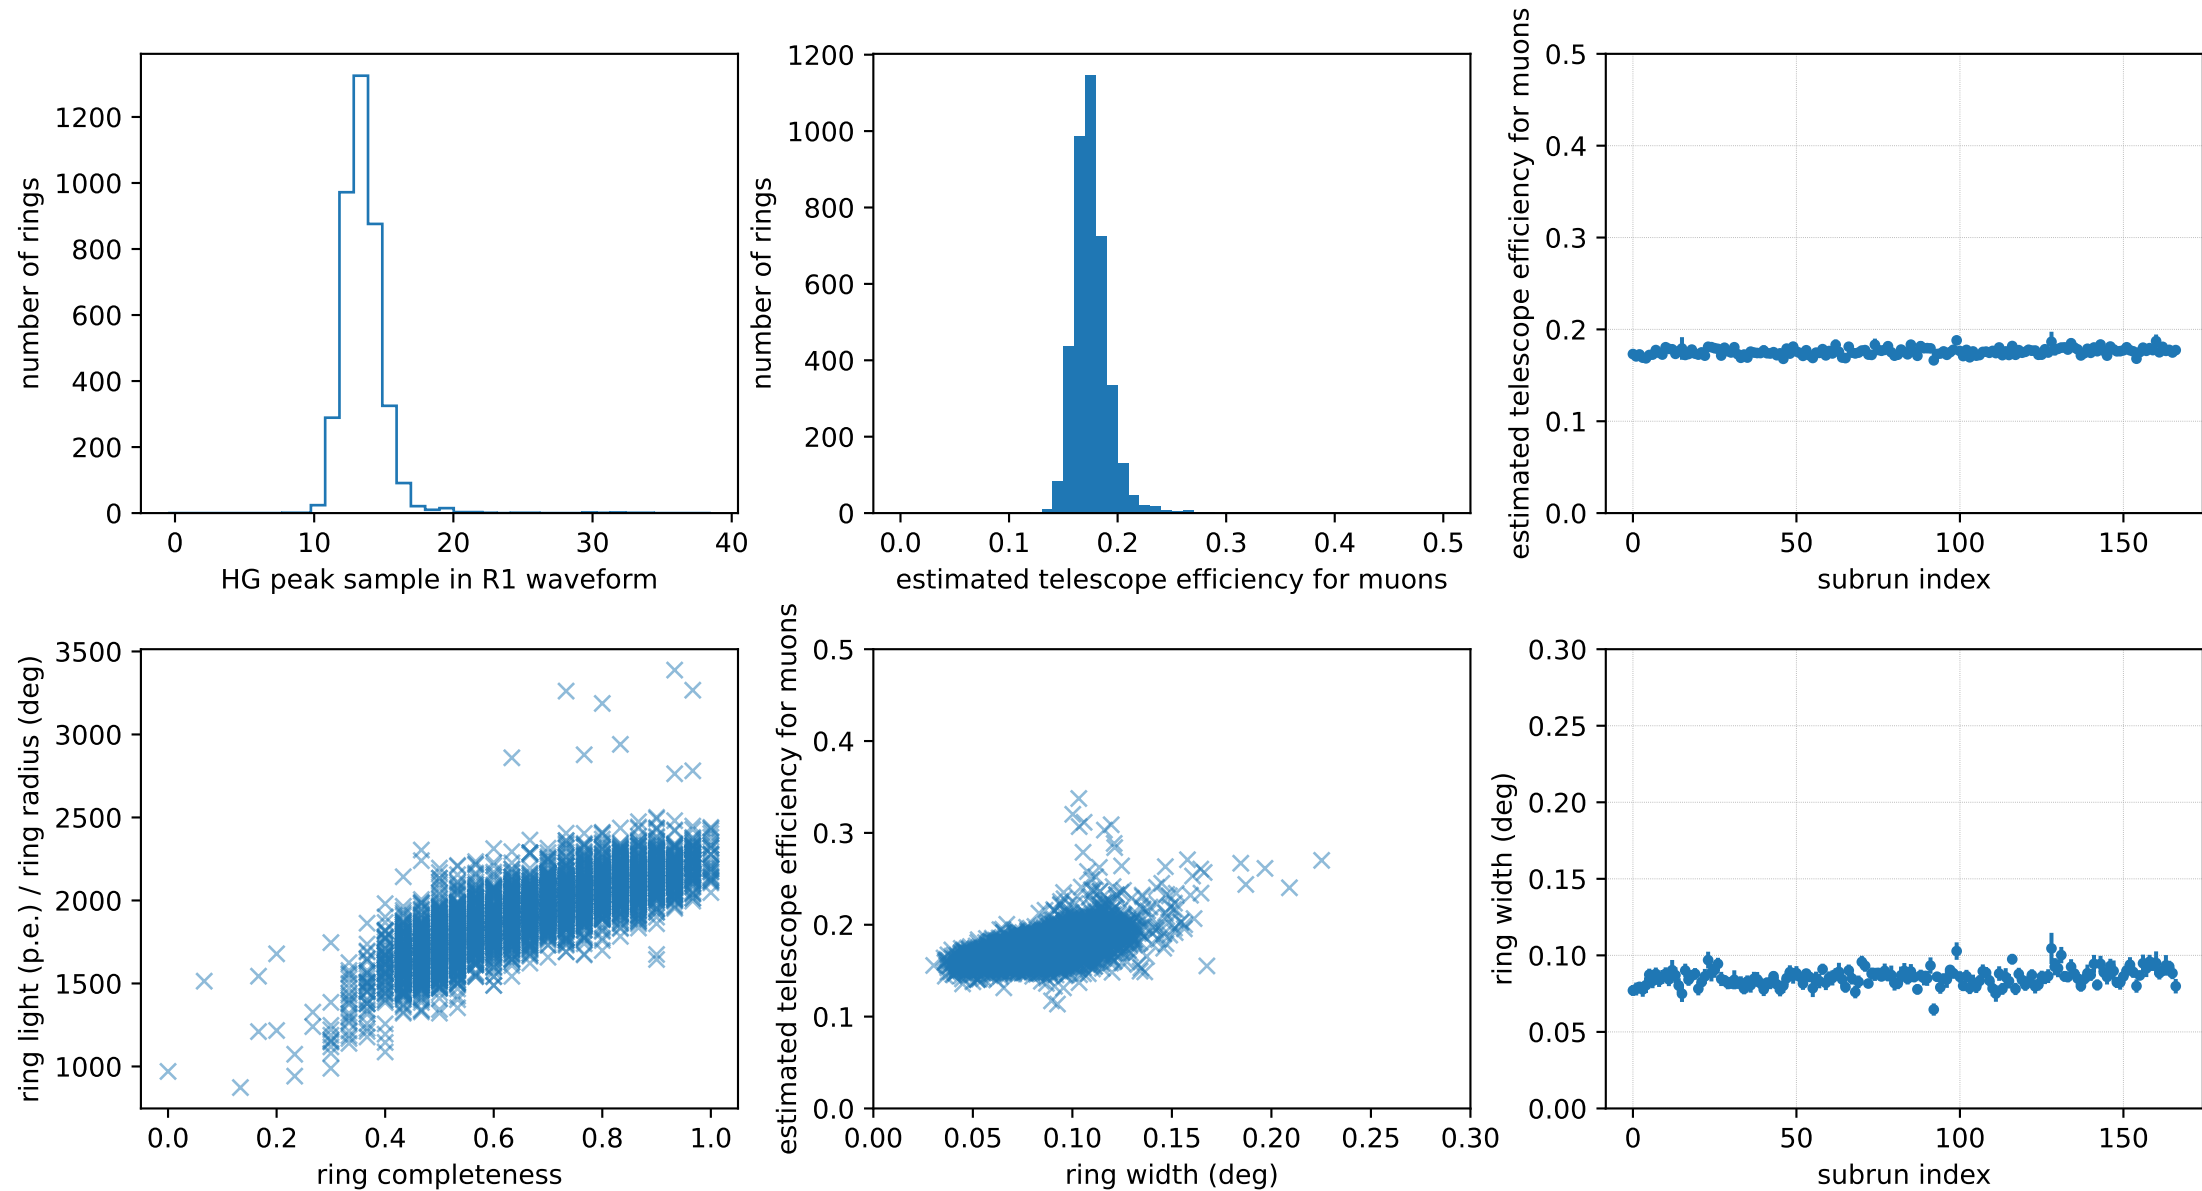 number of rings
1200
1000
800
600
400
200
0
0 10 20 30 40
HG peak sample in R1 waveform
number of rings
1200
1000
800
600
400
200
0
0.0 0.1 0.2 0.3 0.4 0.5
estimated telescope efficiency for muons
estimated telescope efficiency for muons
0.5
0.4
0.3
0.2
0.1
0.0
0 50 100 150
subrun index
ring light (p.e.) / ring radius (deg)
3500
3000
2500
2000
1500
1000
0.0 0.2 0.4 0.6 0.8 1.0
ring completeness
estimated telescope efficiency for muons
0.5
0.4
0.3
0.2
0.1
0.0
0.00 0.05 0.10 0.15 0.20 0.25 0.30
ring width (deg)
ring width (deg)
0.30
0.25
0.20
0.15
0.10
0.05
0.00
0 50 100 150
subrun index